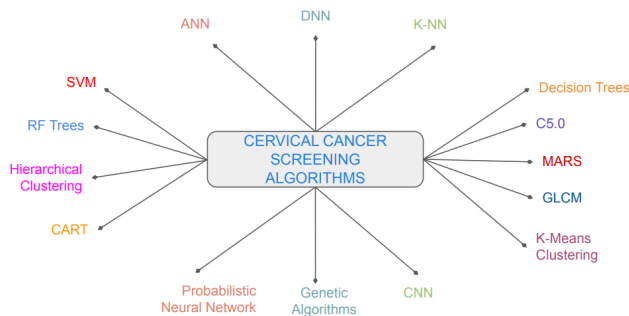 ANN
DNN
K-NN
SVM
RF Trees
Hierarchical
Clustering
CART
CERVICAL CANCER
SCREENING
ALGORITHMS
Decision Trees
C5.0
MARS
GLCM
K-Means
Clustering
Probabilistic
Neural Network
Genetic
Algorithms
CNN